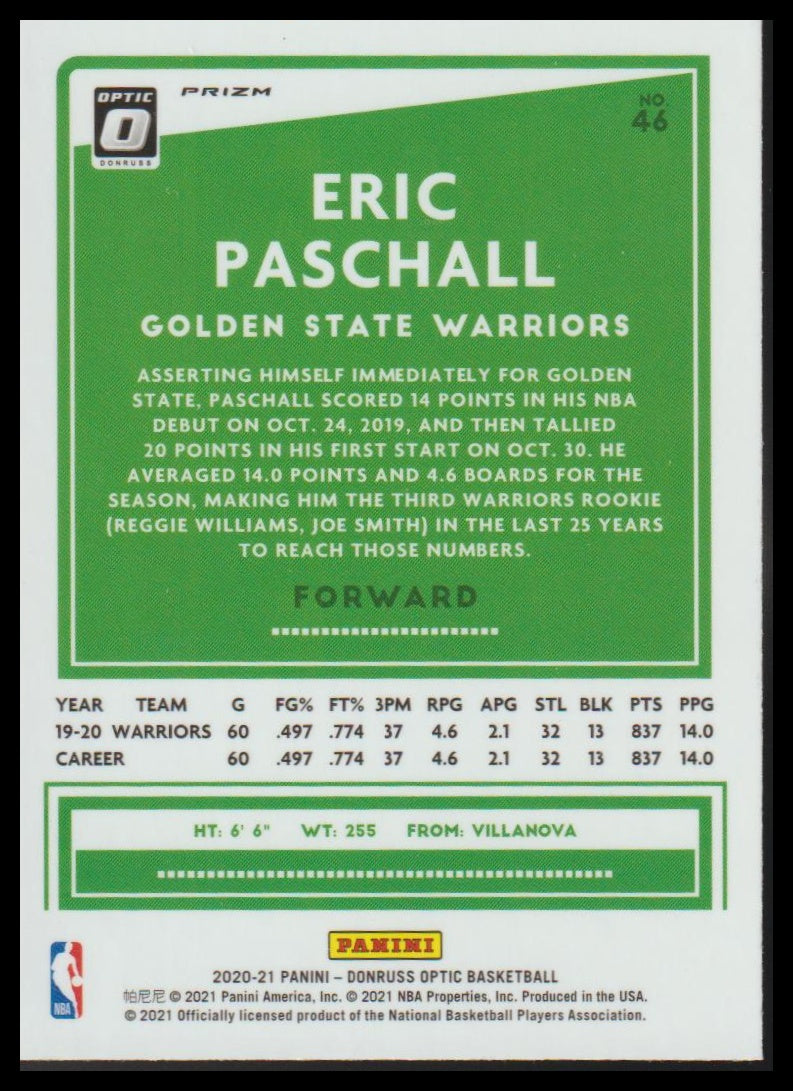 OPTIC
DONRUSS
PRIZM
NO.
46
ERIC
PASCHALL
GOLDEN STATE WARRIORS
ASSERTING HIMSELF IMMEDIATELY FOR GOLDEN
STATE, PASCHALL SCORED 14 POINTS IN HIS NBA
DEBUT ON OCT. 24, 2019, AND THEN TALLIED
20 POINTS IN HIS FIRST START ON OCT. 30. HE
AVERAGED 14.0 POINTS AND 4.6 BOARDS FOR THE
SEASON, MAKING HIM THE THIRD WARRIORS ROOKIE
(REGGIE WILLIAMS, JOE SMITH) IN THE LAST 25 YEARS
TO REACH THOSE NUMBERS.
FORWARD
YEAR TEAM G FG% FT% 3PM RPG APG STL BLK PTS PPG
19-20 WARRIORS 60 .497 .774 37 4.6 2.1 32 13 837 14.0
CAREER 60 .497 .774 37 4.6 2.1 32 13 837 14.0
HT: 6' 6" WT: 255 FROM: VILLANOVA
PANINI
NBA
2020-21 PANINI – DONRUSS OPTIC BASKETBALL
帕尼尼 © 2021 Panini America, Inc. © 2021 NBA Properties, Inc. Produced in the USA.
© 2021 Officially licensed product of the National Basketball Players Association.